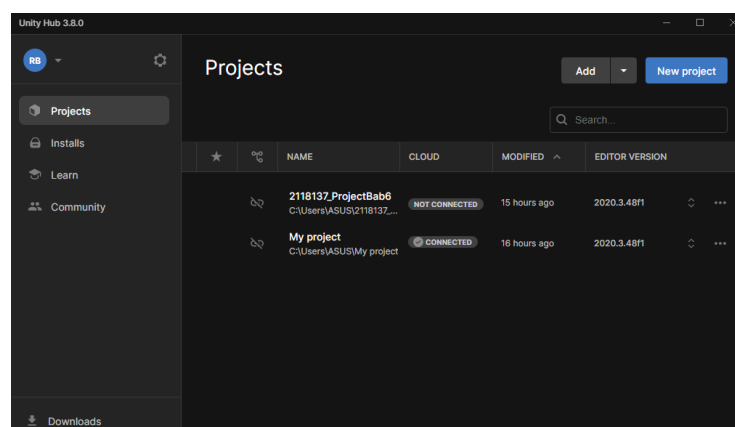 Unity Hub 3.8.0
RB
Projects
Add
New project
Projects
Installs
Learn
Community
Downloads
Search...
NAME CLOUD MODIFIED EDITOR VERSION
2118137_ProjectBab6
C:\Users\ASUS\2118137_...
NOT CONNECTED 15 hours ago 2020.3.48f1
My project
C:\Users\ASUS\My project
CONNECTED 16 hours ago 2020.3.48f1